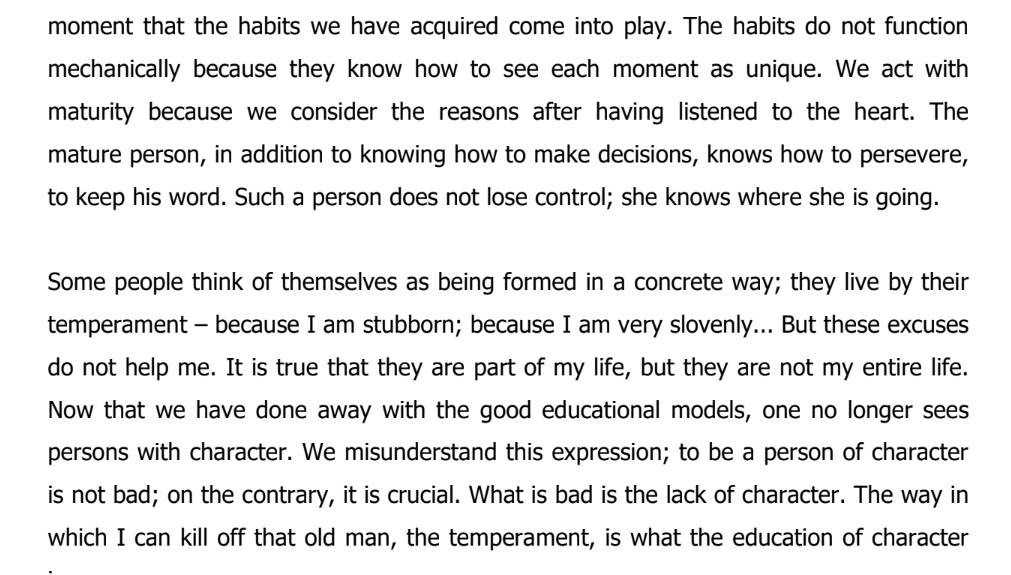 moment that the habits we have acquired come into play. The habits do not function
mechanically because they know how to see each moment as unique. We act with
maturity because we consider the reasons after having listened to the heart. The
mature person, in addition to knowing how to make decisions, knows how to persevere,
to keep his word. Such a person does not lose control; she knows where she is going.
Some people think of themselves as being formed in a concrete way; they live by their
temperament – because I am stubborn; because I am very slovenly... But these excuses
do not help me. It is true that they are part of my life, but they are not my entire life.
Now that we have done away with the good educational models, one no longer sees
persons with character. We misunderstand this expression; to be a person of character
is not bad; on the contrary, it is crucial. What is bad is the lack of character. The way in
which I can kill off that old man, the temperament, is what the education of character